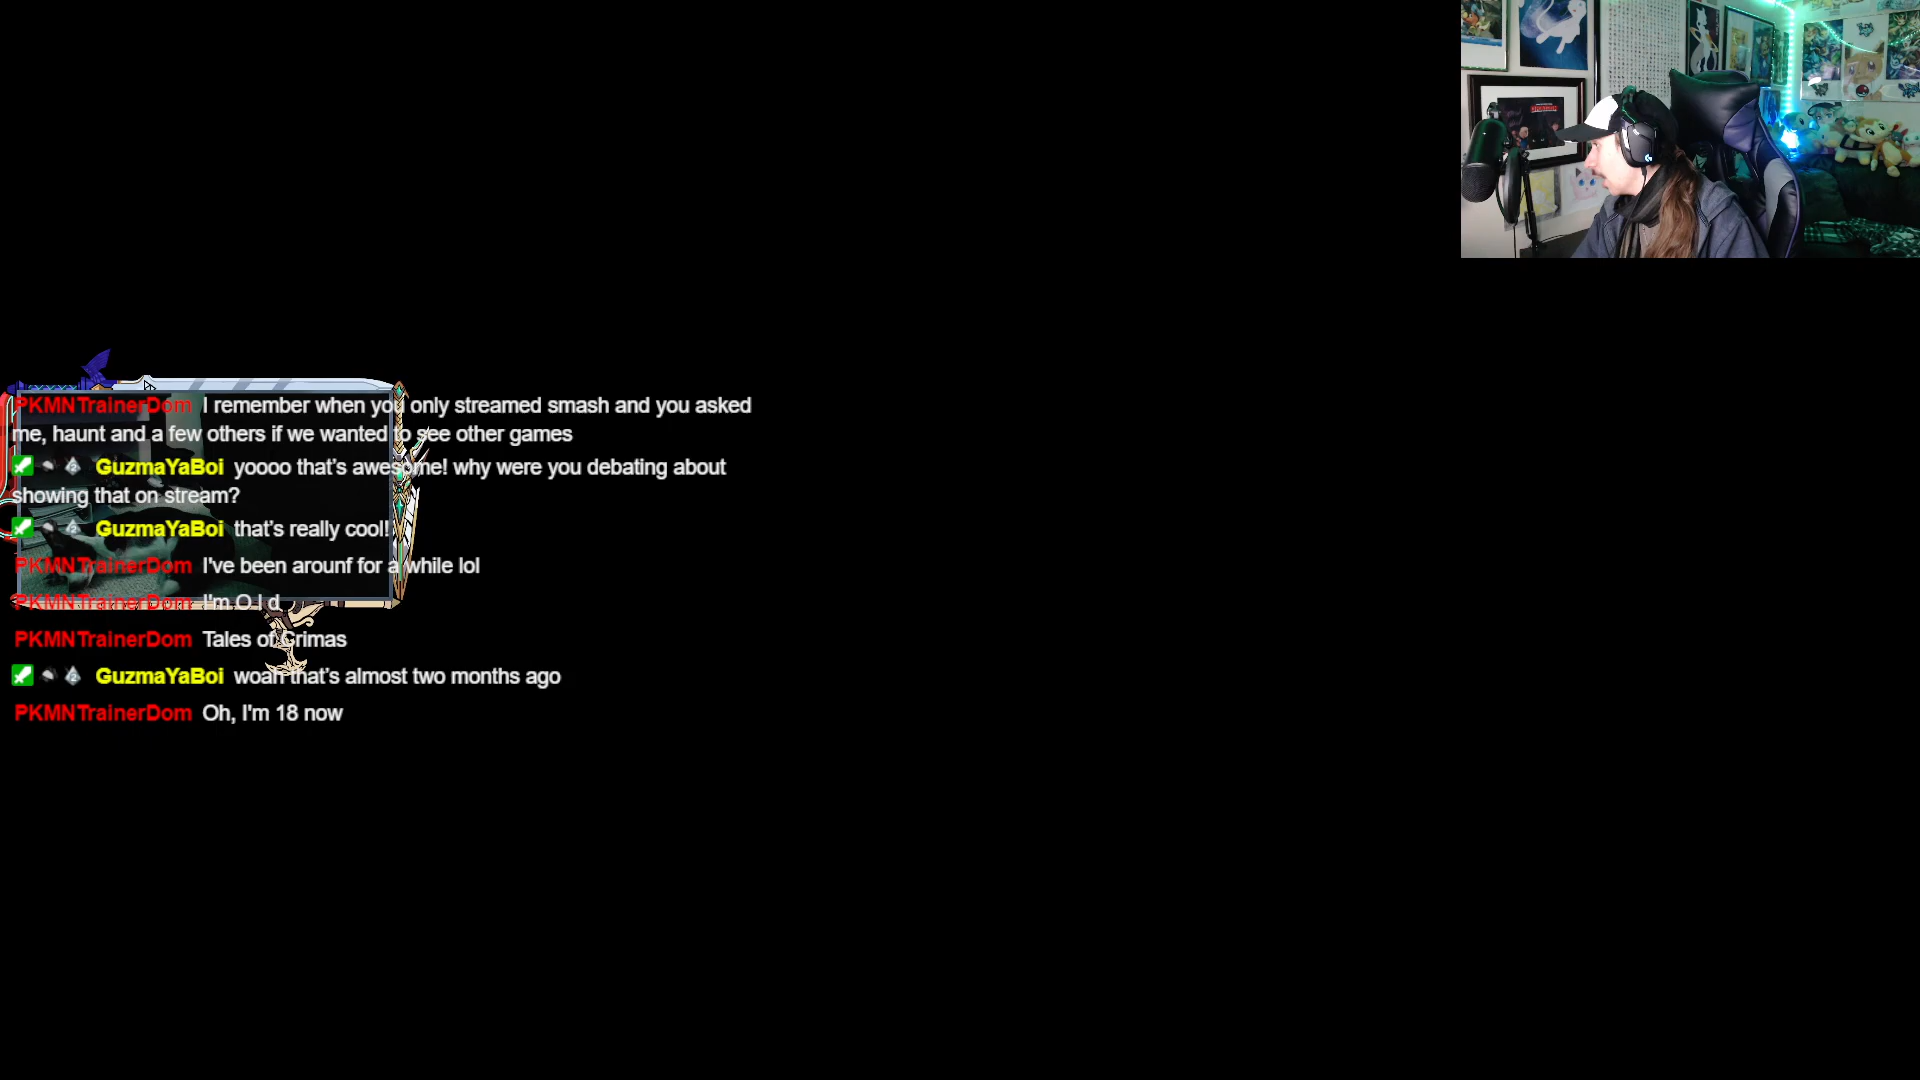 PKMNTrainerDom I remember when you only streamed smash and you asked
me, haunt and a few others if we wanted to see other games
GuzmaYaBoi yoooo that's awesome! why were you debating about
showing that on stream?
GuzmaYaBoi that's really cool!
PKMNTrainerDom I've been arounf for a while lol
PKMNTrainerDom I'm O l d
PKMNTrainerDom Tales of Crimas
GuzmaYaBoi woah that's almost two months ago
PKMNTrainerDom Oh, I'm 18 now